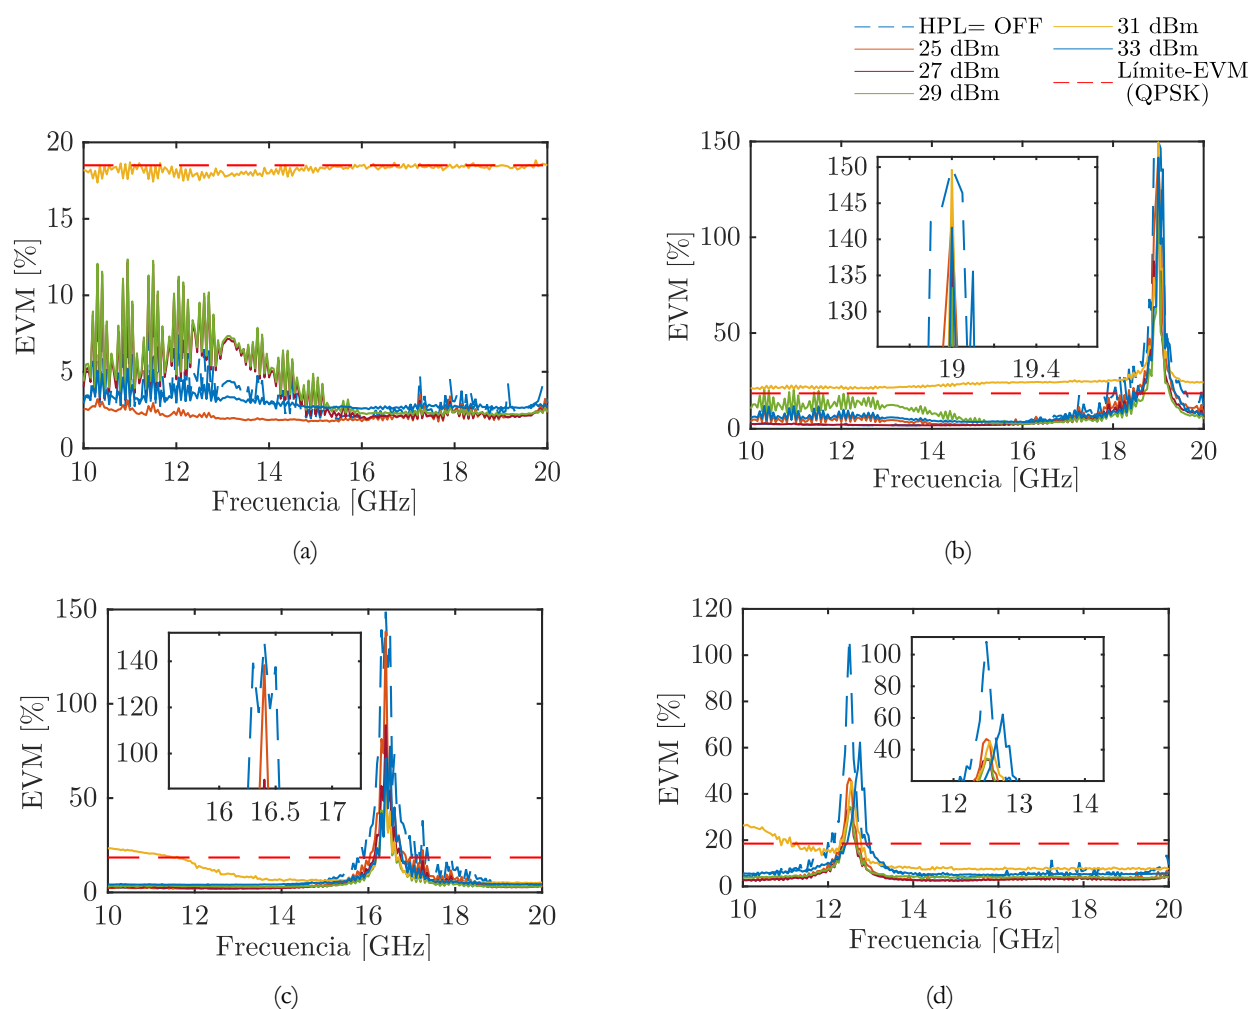 HPL= OFF
25 dBm
27 dBm
29 dBm
31 dBm
33 dBm
Límite-EVM
(QPSK)
20
15
10
5
0
EVM [%]
10 12 14 16 18 20
Frecuencia [GHz]
(a)
150
100
50
0
EVM [%]
150
145
140
135
130
19 19.4
10 12 14 16 18 20
Frecuencia [GHz]
(b)
150
100
50
0
EVM [%]
140
120
100
16 16.5 17
10 12 14 16 18 20
Frecuencia [GHz]
(c)
120
100
80
60
40
20
0
EVM [%]
100
80
60
40
12 13 14
10 12 14 16 18 20
Frecuencia [GHz]
(d)